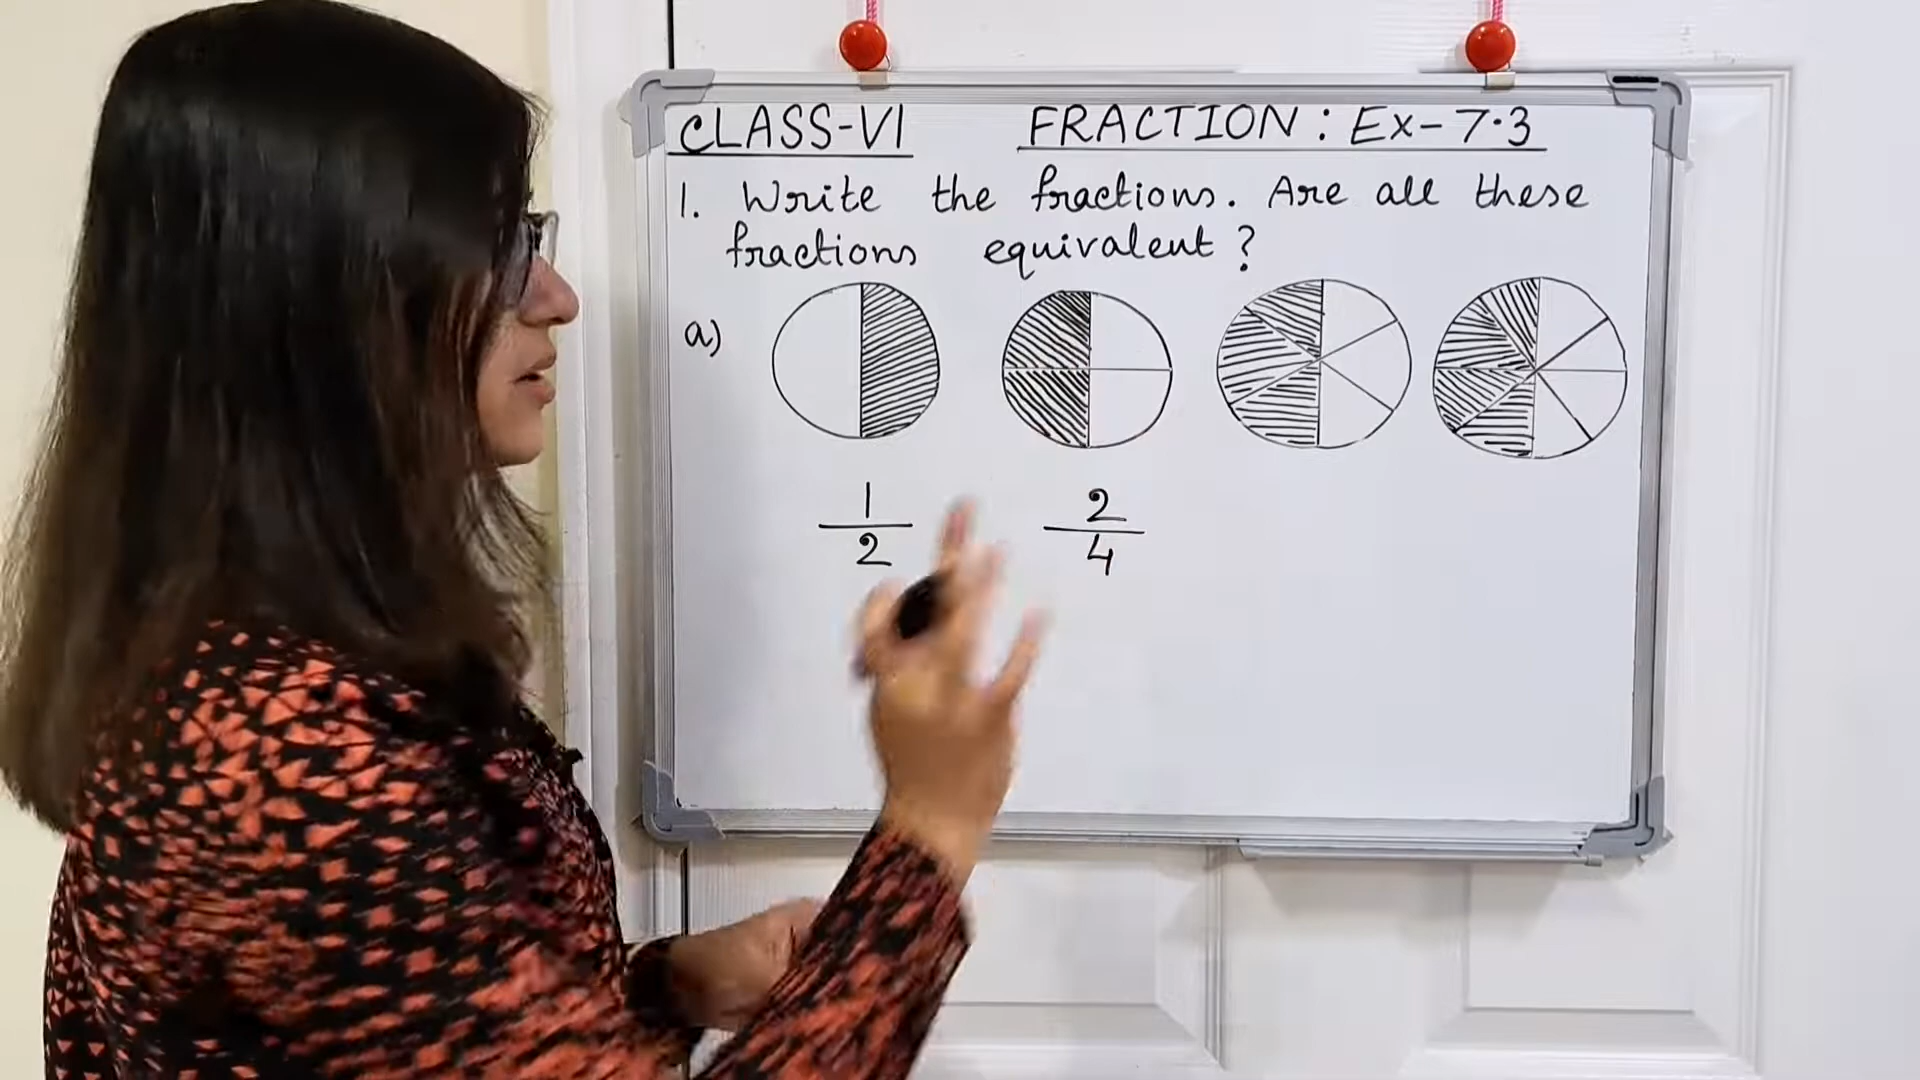 CLASS-VI FRACTION : Ex-7.3
1. Write the fractions. Are all these
fractions equivalent ?
a)
1/2 2/4